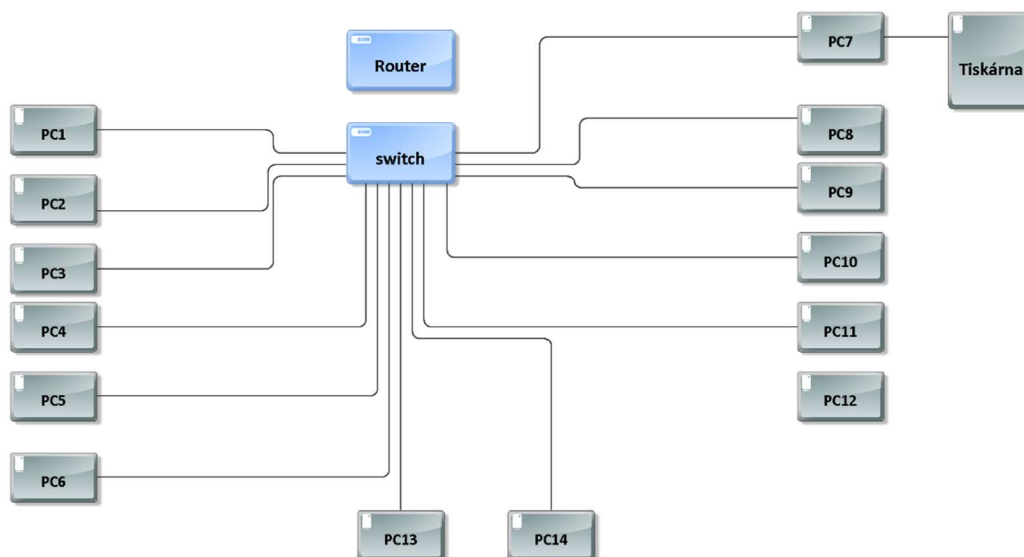 Router
switch
PC1
PC2
PC3
PC4
PC5
PC6
PC7
Tiskárna
PC8
PC9
PC10
PC11
PC12
PC13
PC14